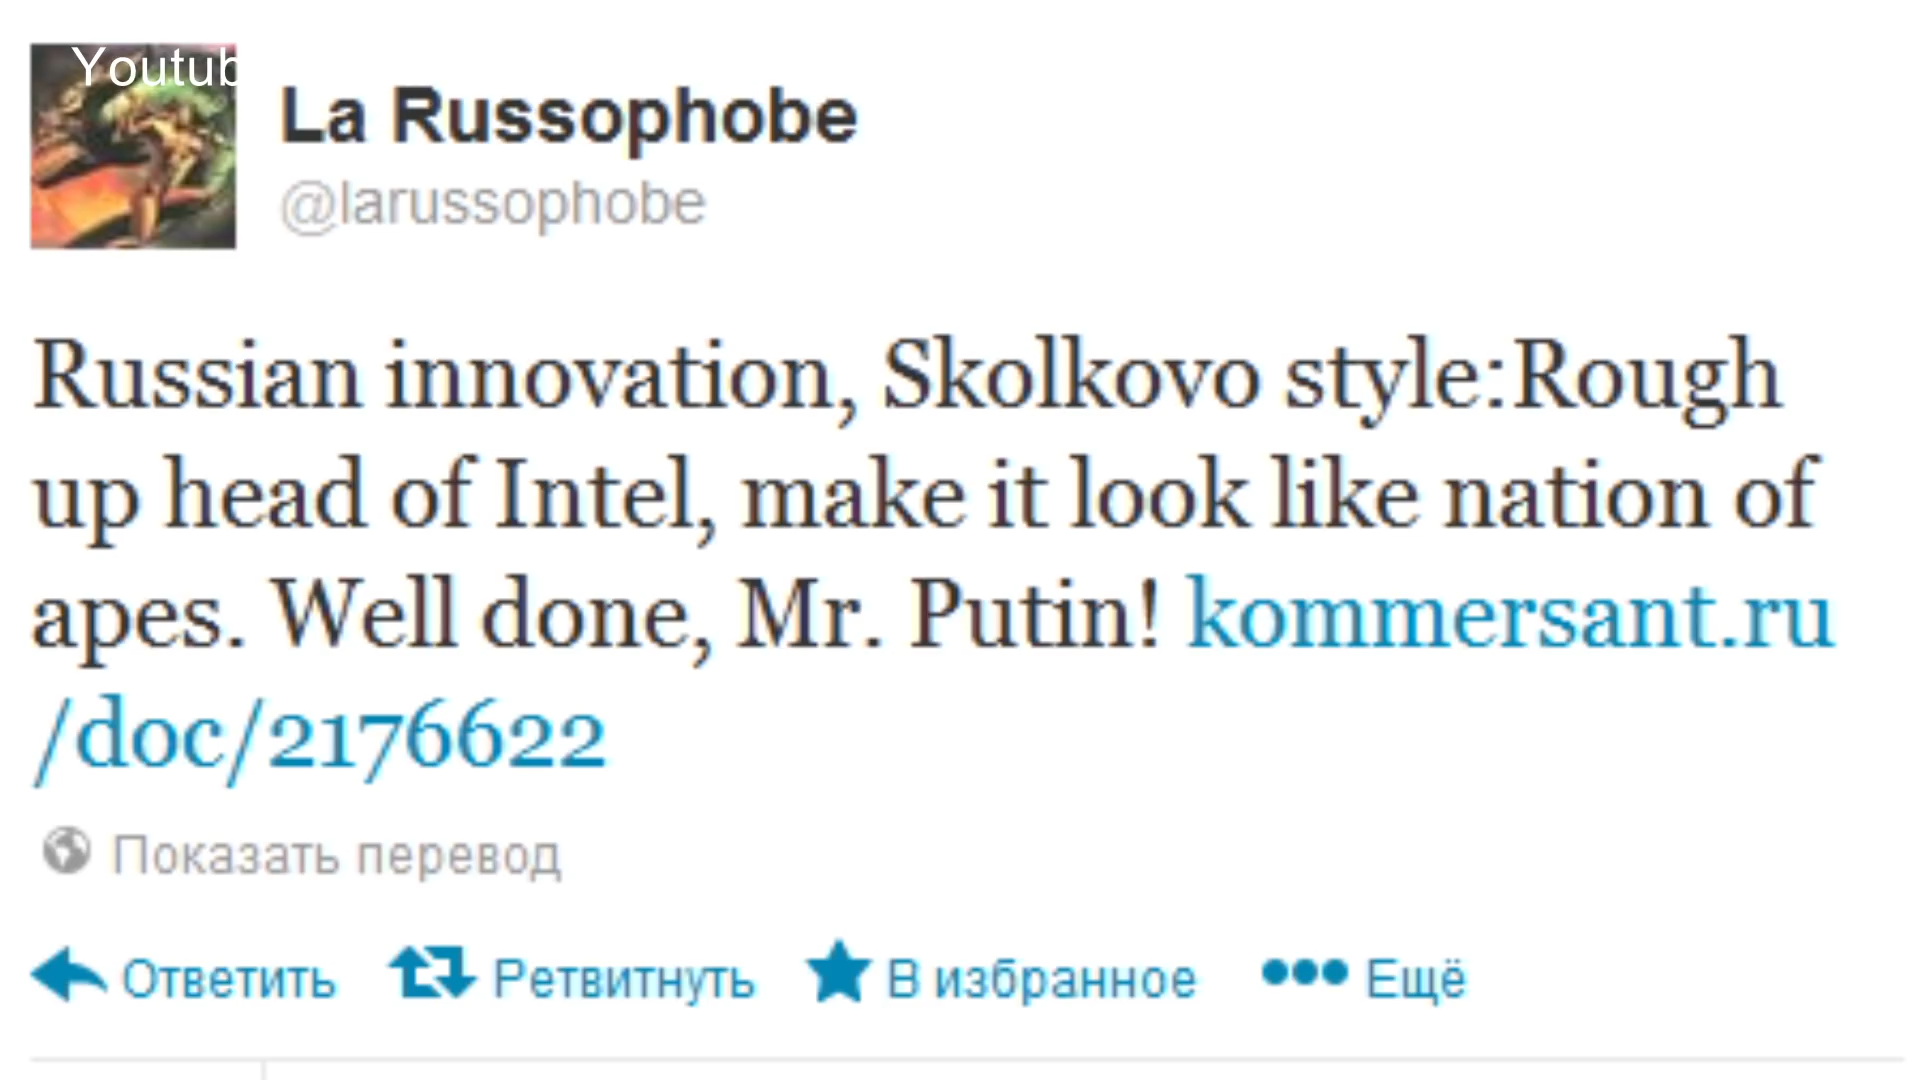 Youtub
La Russophobe
@larussophobe
Russian innovation, Skolkovo style:Rough
up head of Intel, make it look like nation of
apes. Well done, Mr. Putin! kommersant.ru
/doc/2176622
Показать перевод
Ответить Ретвитнуть В избранное Ещё